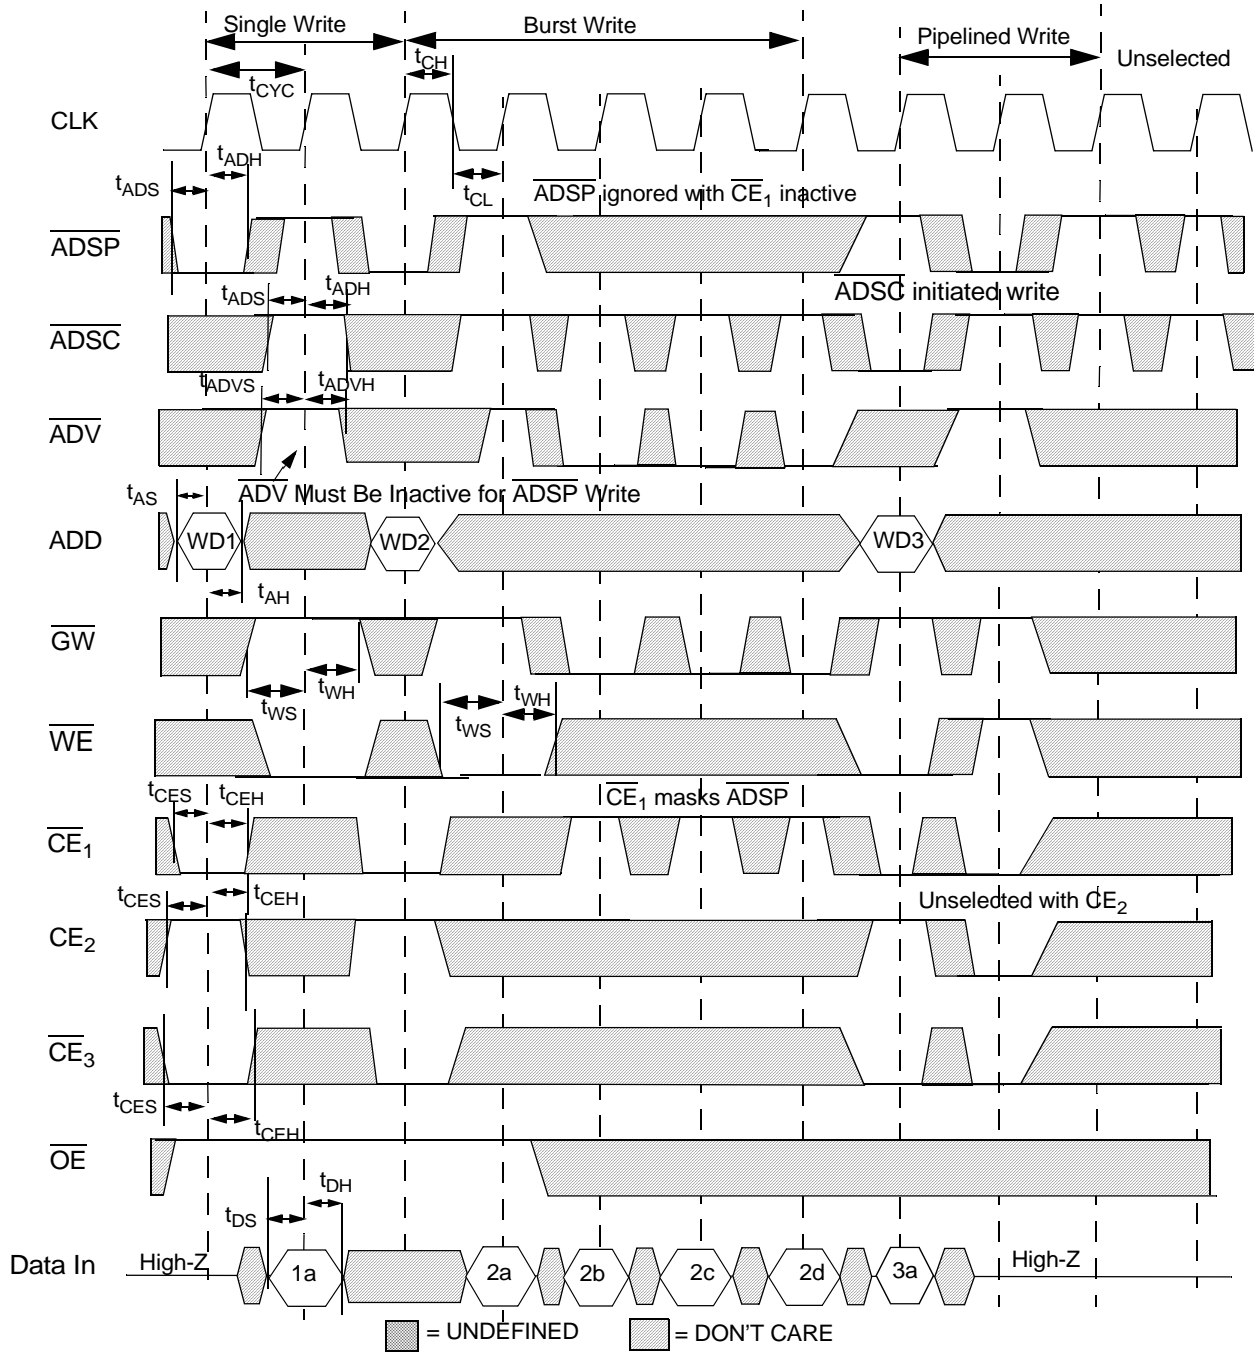 Single Write
Burst Write
Pipelined Write
Unselected
tCH
tCYC
CLK
tADH
tADS
tCL
ADSP ignored with CE1 inactive
ADSP
tADS
tADH
ADSC initiated write
ADSC
tADVS
tADVH
ADV
ADV Must Be Inactive for ADSP Write
tAS
ADD
WD1
WD2
WD3
tAH
GW
tWH
tWS
tWH
tWS
WE
CE1 masks ADSP
tCES
tCEH
CE1
tCES
tCEH
Unselected with CE2
CE2
CE3
tCES
tCEH
OE
tDH
tDS
Data In
High-Z
1a
2a
2b
2c
2d
3a
High-Z
= UNDEFINED
= DON'T CARE